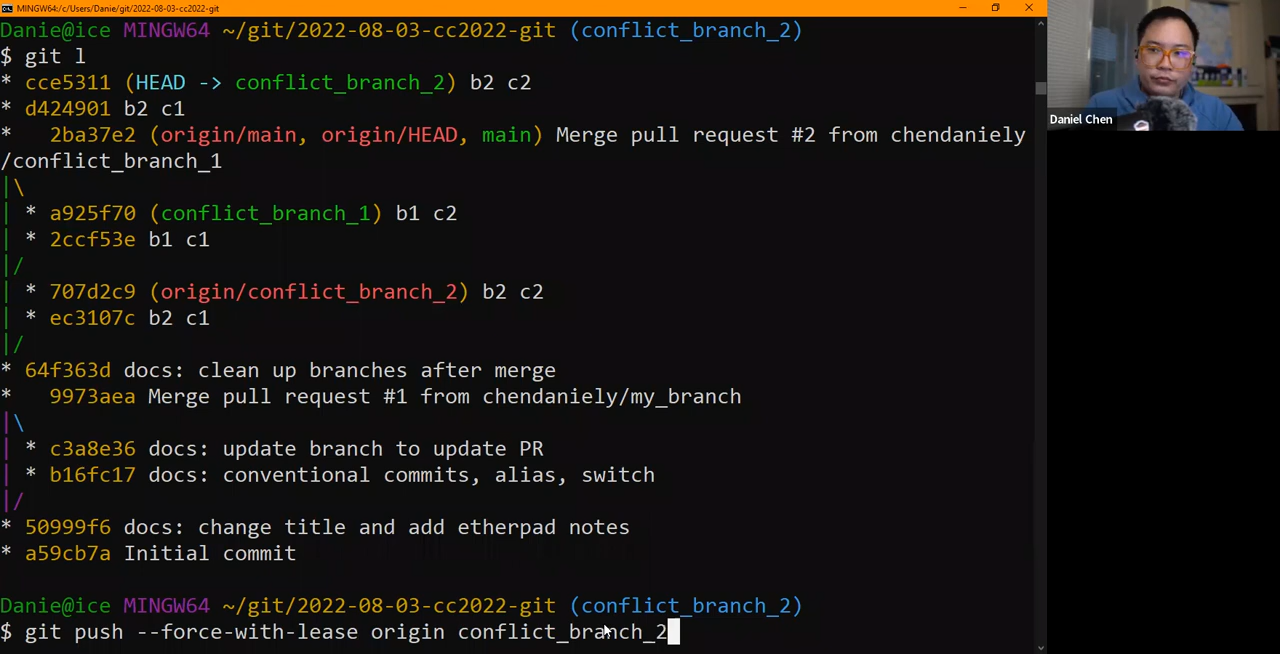 MINGW64:/c/Users/Danie/git/2022-08-03-cc2022-git
Danie@ice MINGW64 ~/git/2022-08-03-cc2022-git (conflict_branch_2)
$ git l
* cce5311 (HEAD -> conflict_branch_2) b2 c2
* d424901 b2 c1
*   2ba37e2 (origin/main, origin/HEAD, main) Merge pull request #2 from chendaniely
/conflict_branch_1
|\
| * a925f70 (conflict_branch_1) b1 c2
| * 2ccf53e b1 c1
|/
| * 707d2c9 (origin/conflict_branch_2) b2 c2
| * ec3107c b2 c1
|/
* 64f363d docs: clean up branches after merge
*   9973aea Merge pull request #1 from chendaniely/my_branch
|\
| * c3a8e36 docs: update branch to update PR
| * b16fc17 docs: conventional commits, alias, switch
|/
* 50999f6 docs: change title and add etherpad notes
* a59cb7a Initial commit
Danie@ice MINGW64 ~/git/2022-08-03-cc2022-git (conflict_branch_2)
$ git push --force-with-lease origin conflict_branch_2
Daniel Chen